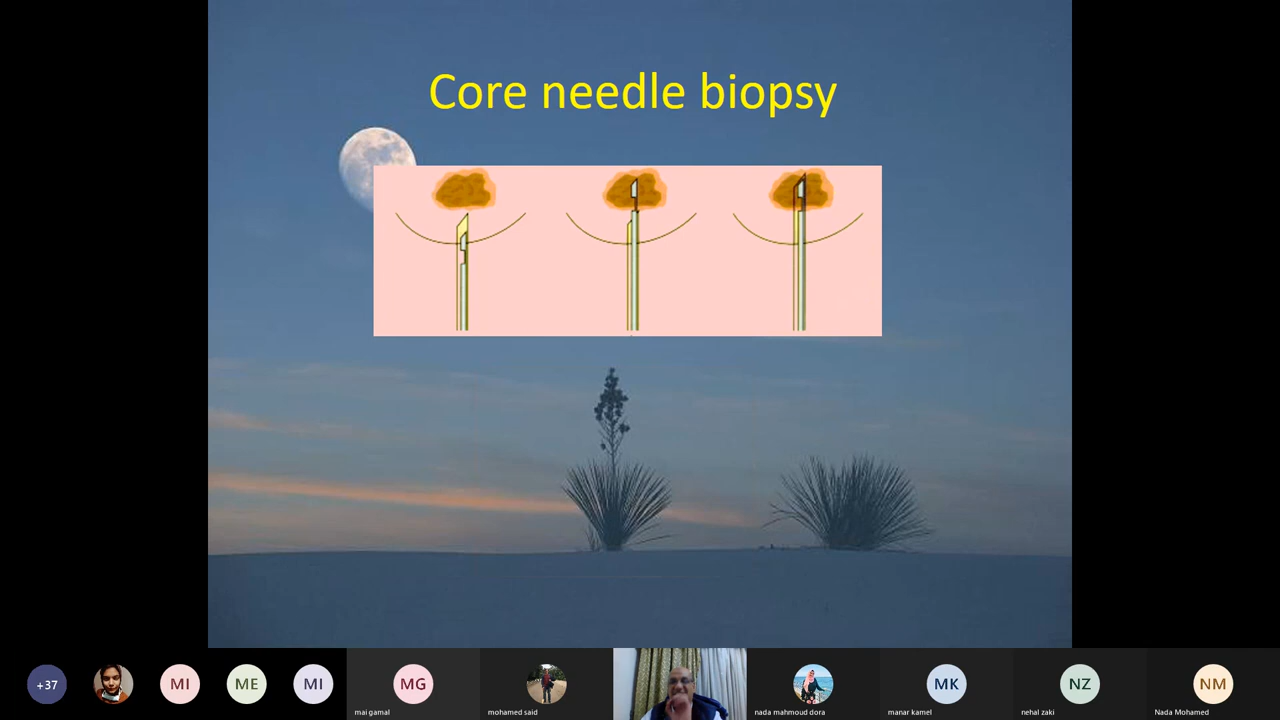 Core needle biopsy
+37
MI
ME
MI
MG
MK
NZ
NM
mai gamal
mohamed said
nada mahmoud dora
manar kamel
nehal zaki
Nada Mohamed